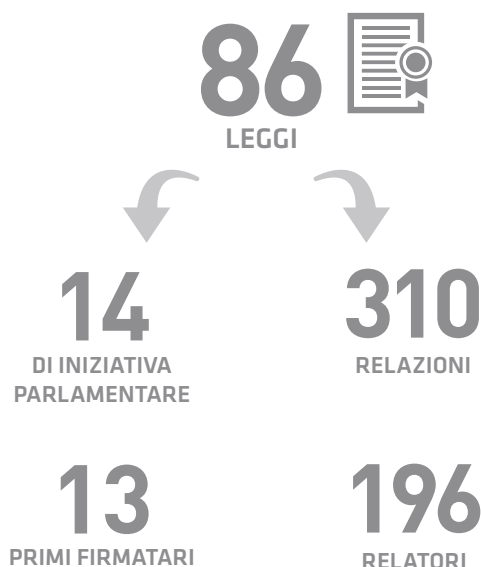 86
LEGGI
14
DI INIZIATIVA
PARLAMENTARE
310
RELAZIONI
13
PRIMI FIRMATARI
196
RELATORI